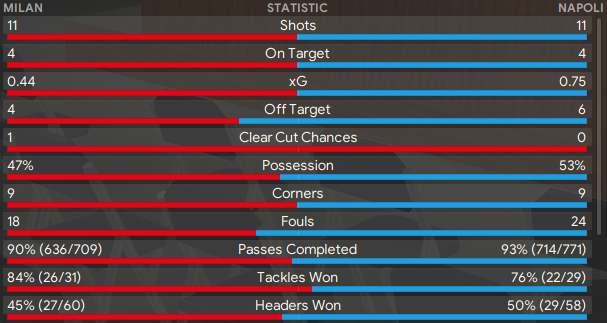 MILAN STATISTIC NAPOLI
11 Shots 11
4 On Target 4
0.44 xG 0.75
4 Off Target 6
1 Clear Cut Chances 0
47% Possession 53%
9 Corners 9
18 Fouls 24
90% (636/709) Passes Completed 93% (714/771)
84% (26/31) Tackles Won 76% (22/29)
45% (27/60) Headers Won 50% (29/58)